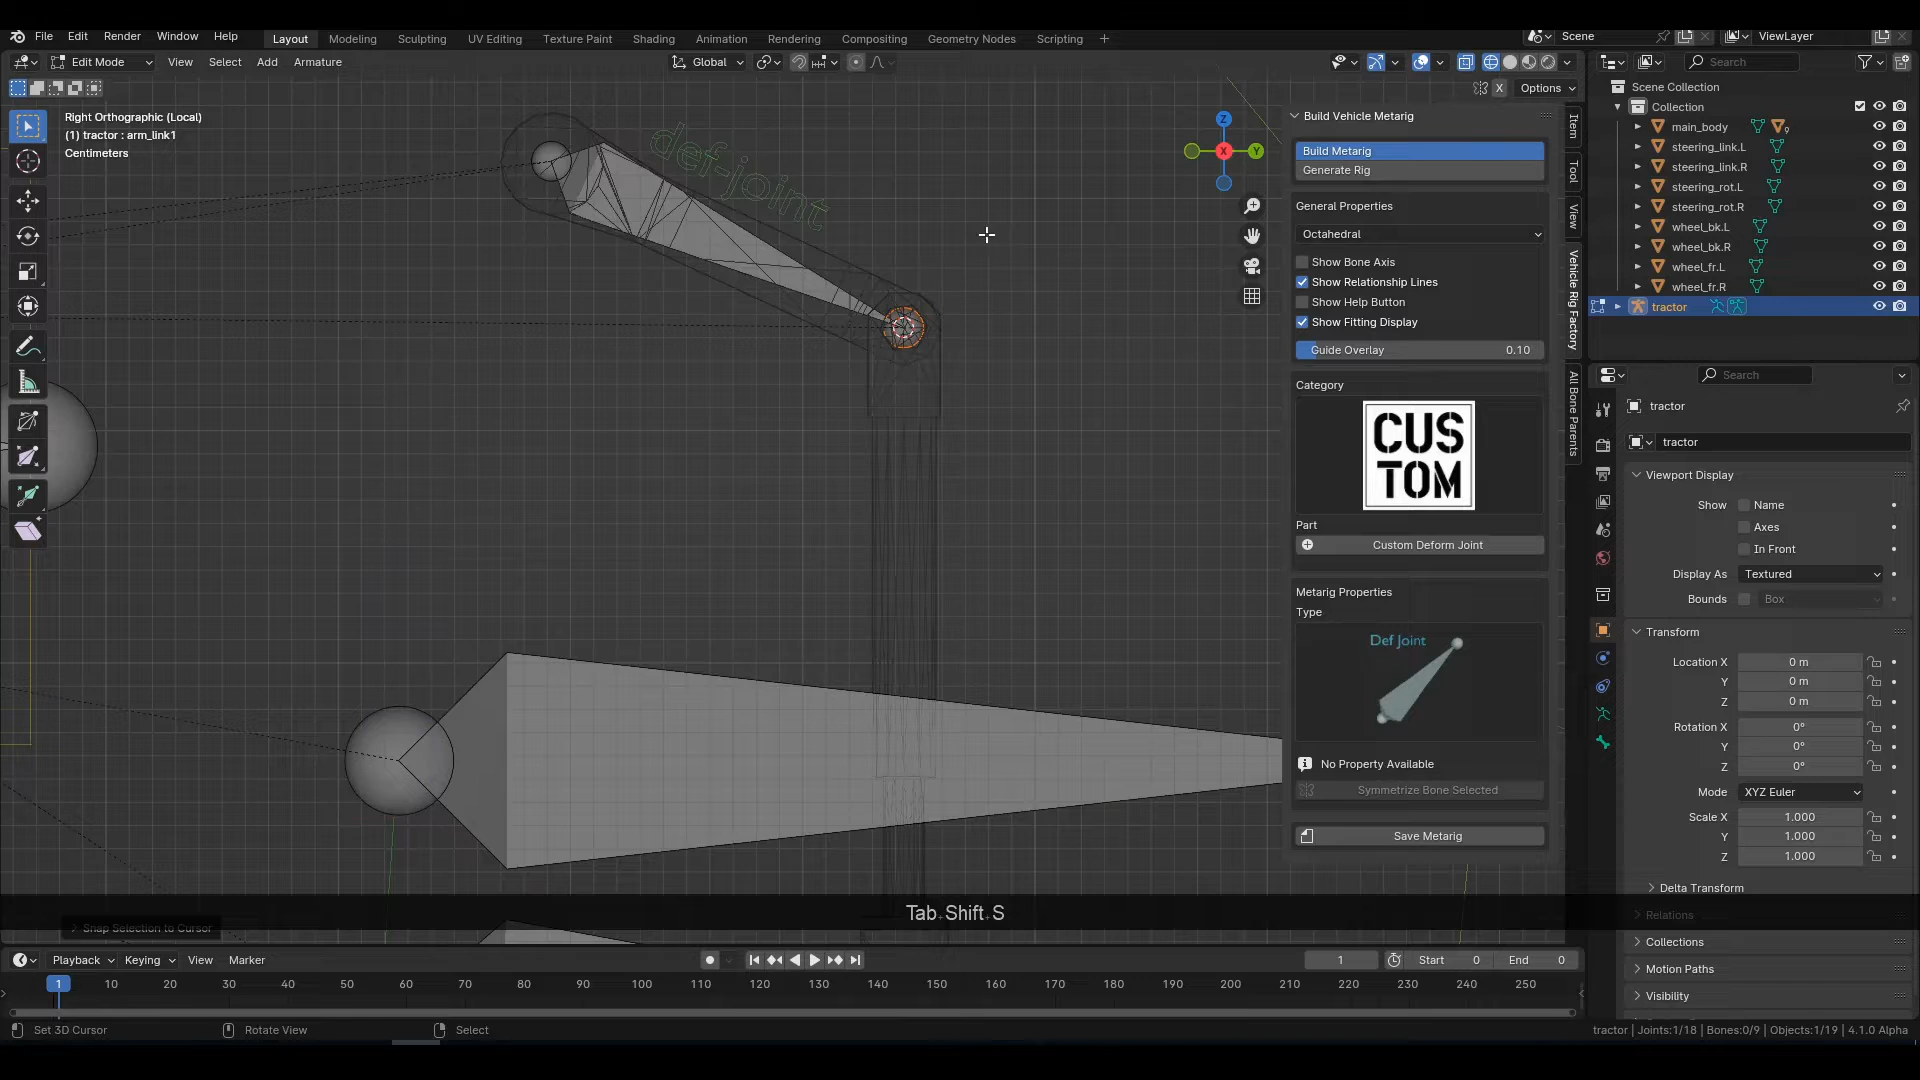 File Edit Render Window Help
Layout Modeling Sculpting UV Editing Texture Paint Shading Animation Rendering Compositing Geometry Nodes Scripting +
Scene
ViewLayer
Edit Mode View Select Add Armature
Global
Search
X Options
Right Orthographic (Local)
(1) tractor : arm_link1
Centimeters
def-joint
Z
X
Y
Build Vehicle Metarig
Build Metarig
Generate Rig
General Properties
Octahedral
Show Bone Axis
Show Relationship Lines
Show Help Button
Show Fitting Display
Guide Overlay 0.10
Category
CUS
TOM
Part
Custom Deform Joint
Metarig Properties
Type
Def Joint
No Property Available
Symmetrize Bone Selected
Save Metarig
Item
Tool
View
Vehicle Rig Factory
All Bone Parents
Scene Collection
Collection
main_body 9
steering_link.L
steering_link.R
steering_rot.L
steering_rot.R
wheel_bk.L
wheel_bk.R
wheel_fr.L
wheel_fr.R
tractor
Search
tractor
tractor
Viewport Display
Show Name
Axes
In Front
Display As Textured
Bounds Box
Transform
Location X 0 m
Y 0 m
Z 0 m
Rotation X 0°
Y 0°
Z 0°
Mode XYZ Euler
Scale X 1.000
Y 1.000
Z 1.000
Delta Transform
Relations
Collections
Motion Paths
Visibility
Tab Shift S
Snap Selection to Cursor
Playback Keying View Marker
1
Start 0 End 0
1 10 20 30 40 50 60 70 80 90 100 110 120 130 140 150 160 170 180 190 200 210 220 230 240 250
Set 3D Cursor Rotate View Select
tractor | Joints:1/18 | Bones:0/9 | Objects:1/19 | 4.1.0 Alpha